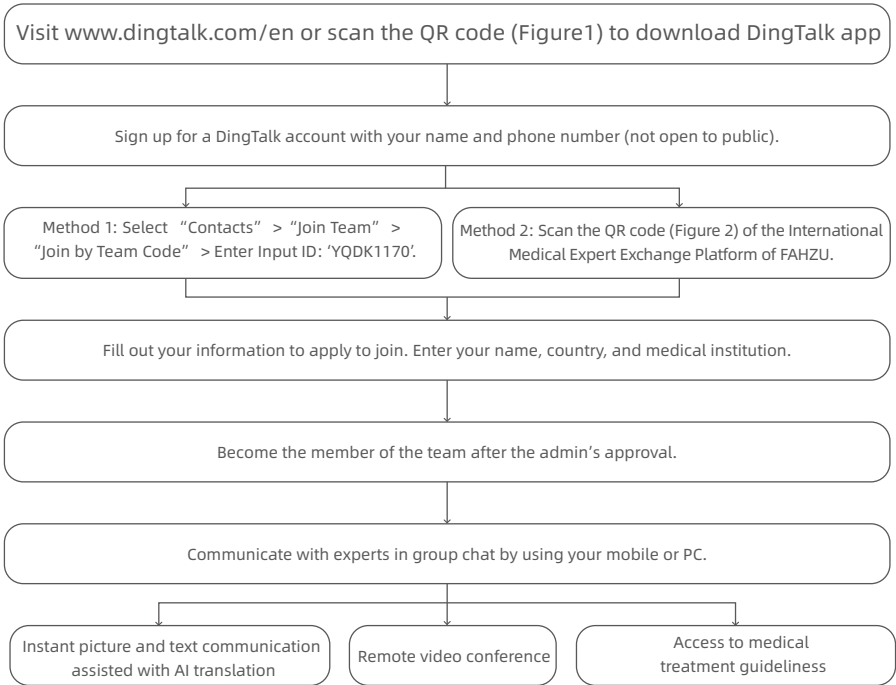 Visit www.dingtalk.com/en or scan the QR code (Figure1) to download DingTalk app
Sign up for a DingTalk account with your name and phone number (not open to public).
Method 1: Select “Contacts” > “Join Team” >
“Join by Team Code” > Enter Input ID: ‘YQDK1170’.
Method 2: Scan the QR code (Figure 2) of the International
Medical Expert Exchange Platform of FAHZU.
Fill out your information to apply to join. Enter your name, country, and medical institution.
Become the member of the team after the admin’s approval.
Communicate with experts in group chat by using your mobile or PC.
Instant picture and text communication
assisted with AI translation
Remote video conference
Access to medical
treatment guideliness